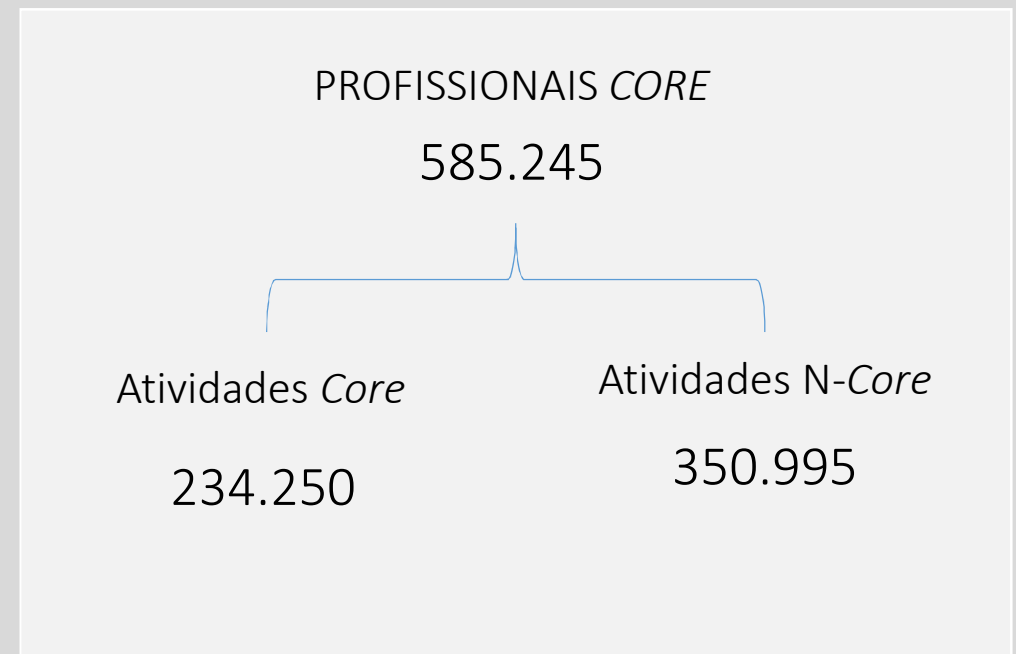 PROFISSIONAIS CORE
585.245
Atividades Core
234.250
Atividades N-Core
350.995